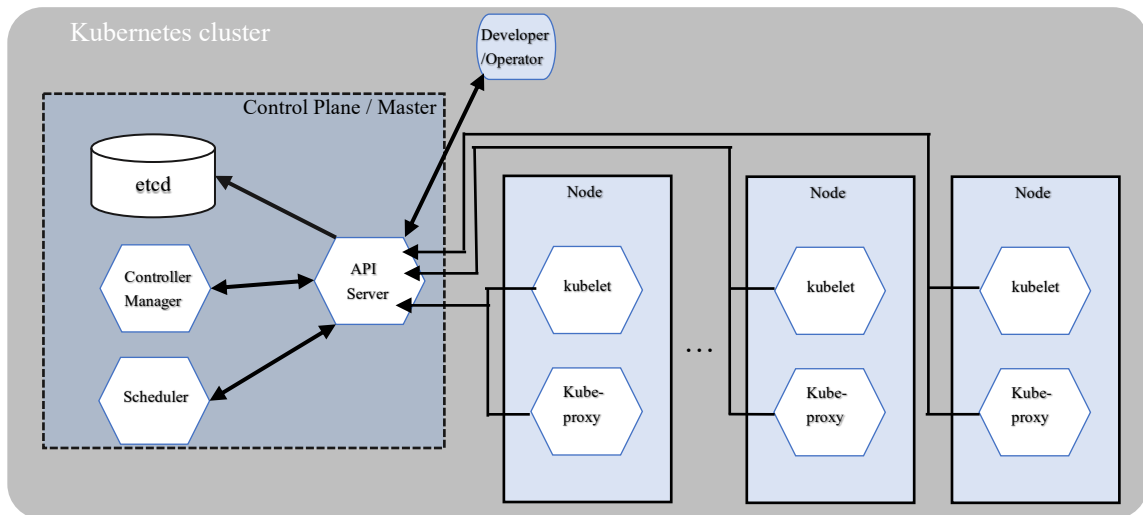 Kubernetes cluster
Developer
/Operator
Control Plane / Master
etcd
Controller
Manager
Scheduler
API
Server
Node
kubelet
Kube-
proxy
…
Node
kubelet
Kube-
proxy
Node
kubelet
Kube-
proxy